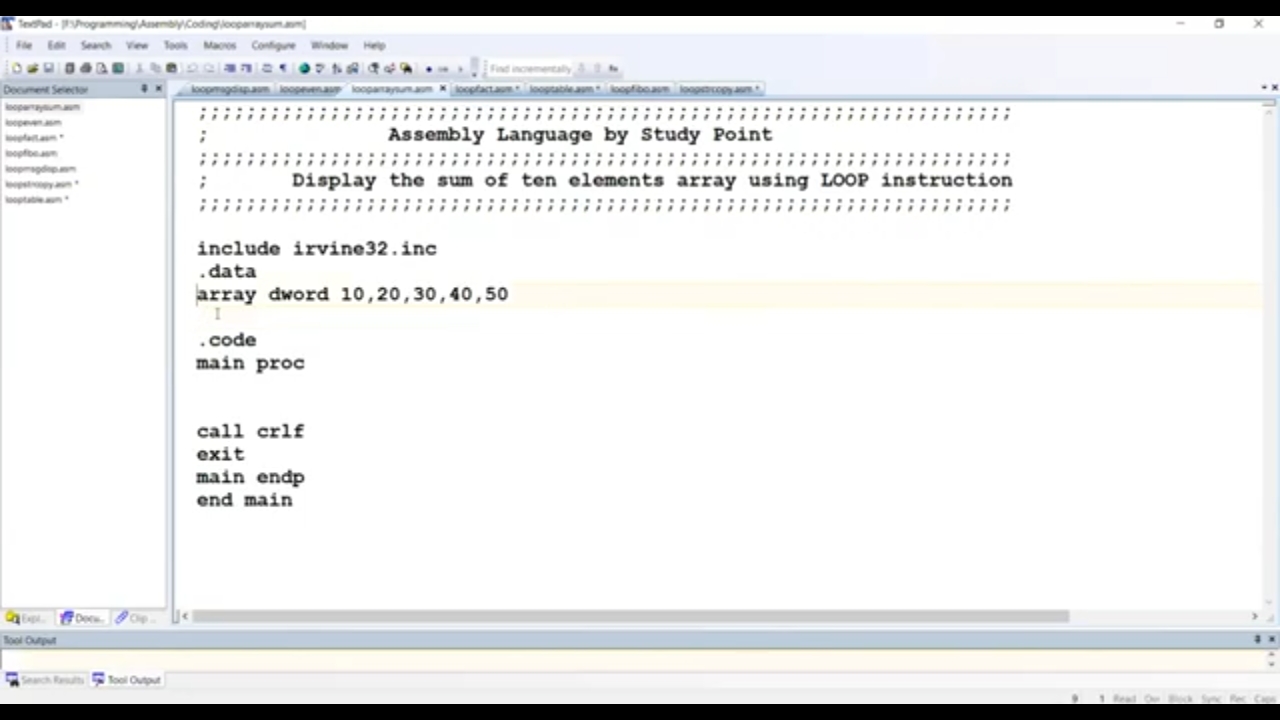 TextPad - [F:\Programming\Assembly\Coding\looparraysum.asm]
File Edit Search View Tools Macros Configure Window Help
Find incrementally
Document Selector
loopmsgdisp.asm loopeven.asm looparraysum.asm loopfact.asm * looptable.asm * loopfibo.asm loopstrcopy.asm *
looparraysum.asm
loopeven.asm
loopfact.asm *
loopfibo.asm
loopmsgdisp.asm
loopstrcopy.asm *
looptable.asm *
;;;;;;;;;;;;;;;;;;;;;;;;;;;;;;;;;;;;;;;;;;;;;;;;;;;;;;;;;;;;;;;;;;;;
; Assembly Language by Study Point
;;;;;;;;;;;;;;;;;;;;;;;;;;;;;;;;;;;;;;;;;;;;;;;;;;;;;;;;;;;;;;;;;;;;
; Display the sum of ten elements array using LOOP instruction
;;;;;;;;;;;;;;;;;;;;;;;;;;;;;;;;;;;;;;;;;;;;;;;;;;;;;;;;;;;;;;;;;;;;
include irvine32.inc
.data
array dword 10,20,30,40,50
.code
main proc
call crlf
exit
main endp
end main
Expl... Docu... Clip ...
Tool Output
Search Results Tool Output
9 1 Read Ovr Block Sync Rec Caps